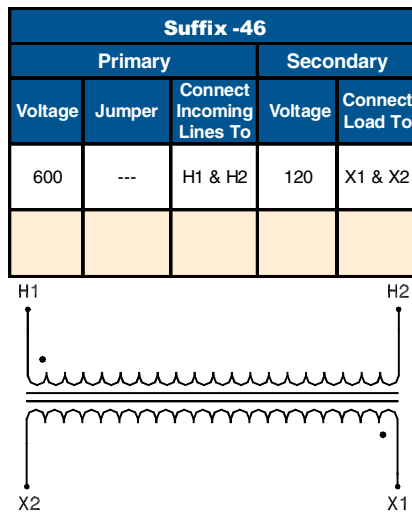 Suffix -46
Primary Secondary
Voltage Jumper Connect Incoming Lines To Voltage Connect Load To
600 --- H1 & H2 120 X1 & X2
H1 H2
X2 X1